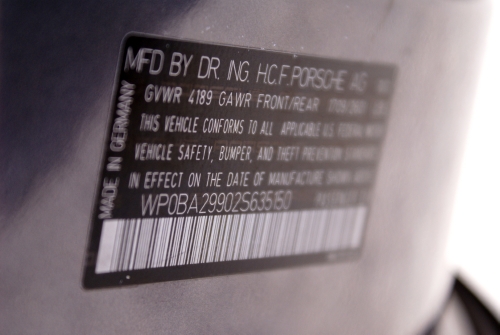 MFD BY DR. ING. H.C.F. PORSCHE AG
GVWR 4189 GAWR FRONT/REAR
THIS VEHICLE CONFORMS TO ALL APPLICABLE U.S. FEDERAL MOTOR
VEHICLE SAFETY, BUMPER, AND THEFT PREVENTION STANDARDS
IN EFFECT ON THE DATE OF MANUFACTURE SHOWN ABOVE
WP0BA29902S635150
MADE IN GERMANY